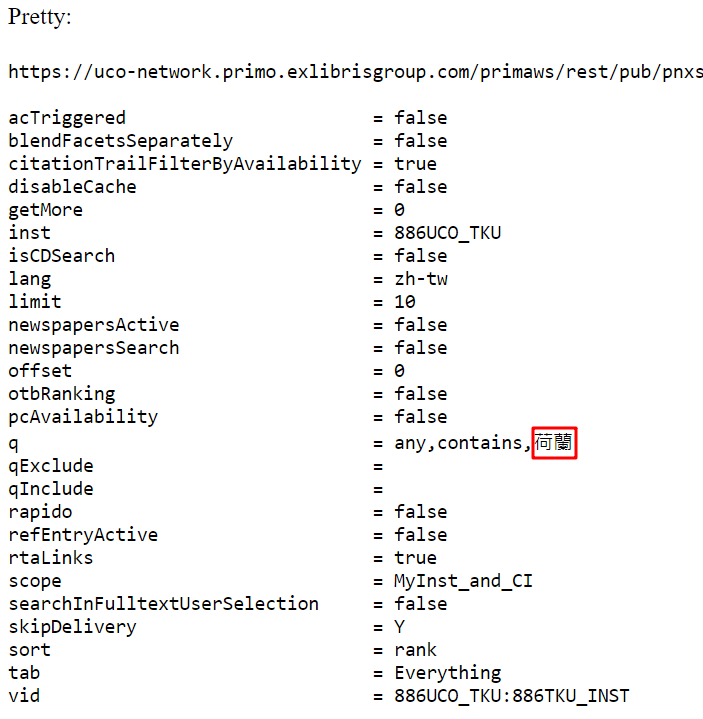 Pretty:
https://uco-network.primo.exlibrisgroup.com/primaws/rest/pub/pnxs
acTriggered = false
blendFacetsSeparately = false
citationTrailFilterByAvailability = true
disableCache = false
getMore = 0
inst = 886UCO_TKU
isCDSearch = false
lang = zh-tw
limit = 10
newspapersActive = false
newspapersSearch = false
offset = 0
otbRanking = false
pcAvailability = false
q = any,contains,荷蘭
qExclude =
qInclude =
rapido = false
refEntryActive = false
rtaLinks = true
scope = MyInst_and_CI
searchInFulltextUserSelection = false
skipDelivery = Y
sort = rank
tab = Everything
vid = 886UCO_TKU:886TKU_INST